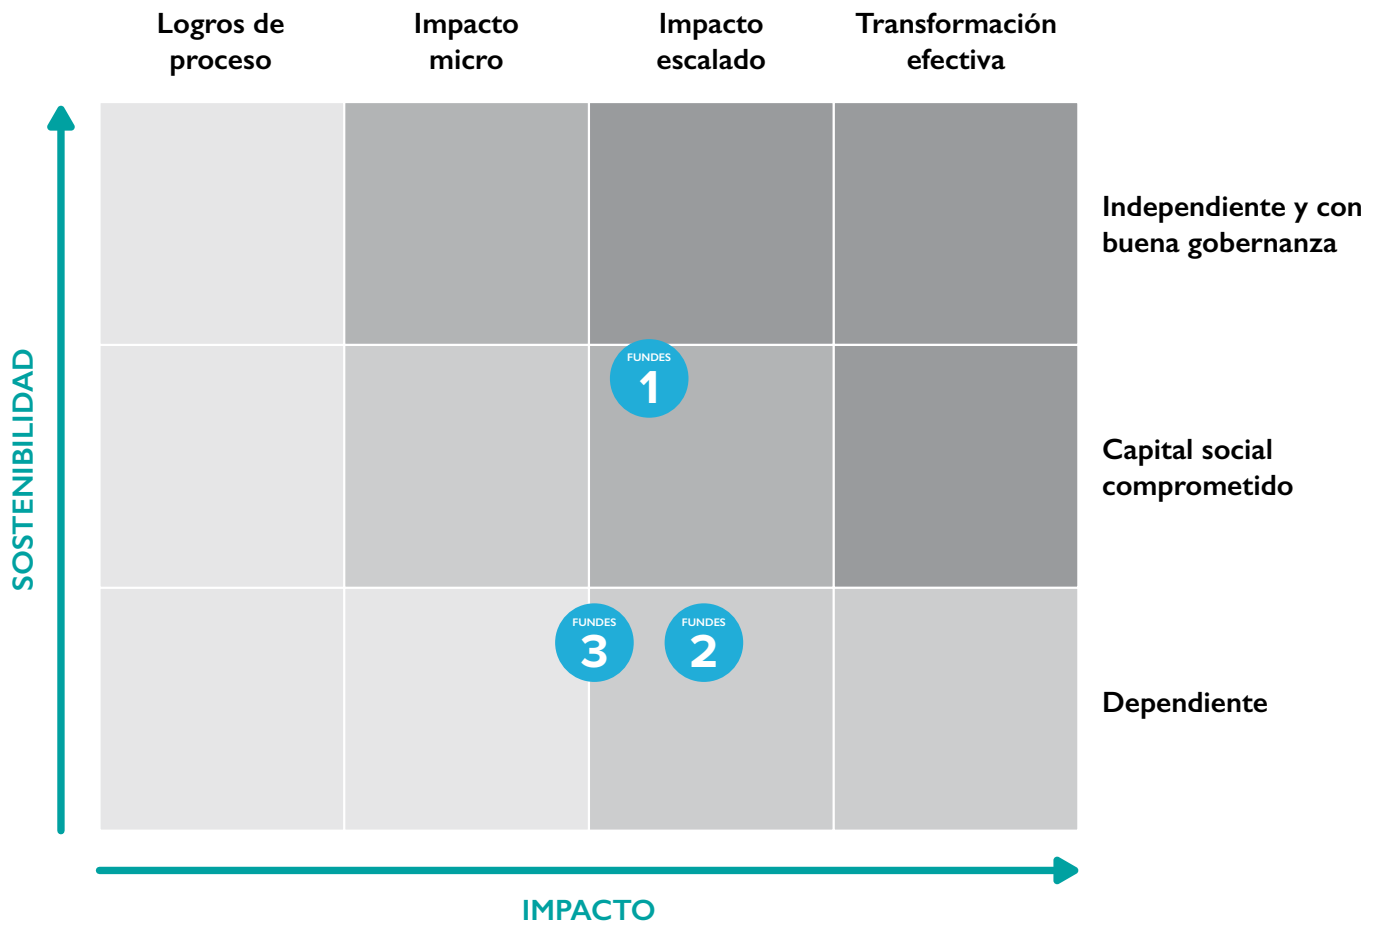 Logros de
proceso
Impacto
micro
Impacto
escalado
Transformación
efectiva
Independiente y con
buena gobernanza
Capital social
comprometido
Dependiente
SOSTENIBILIDAD
FUNDES
1
FUNDES
3
FUNDES
2
IMPACTO